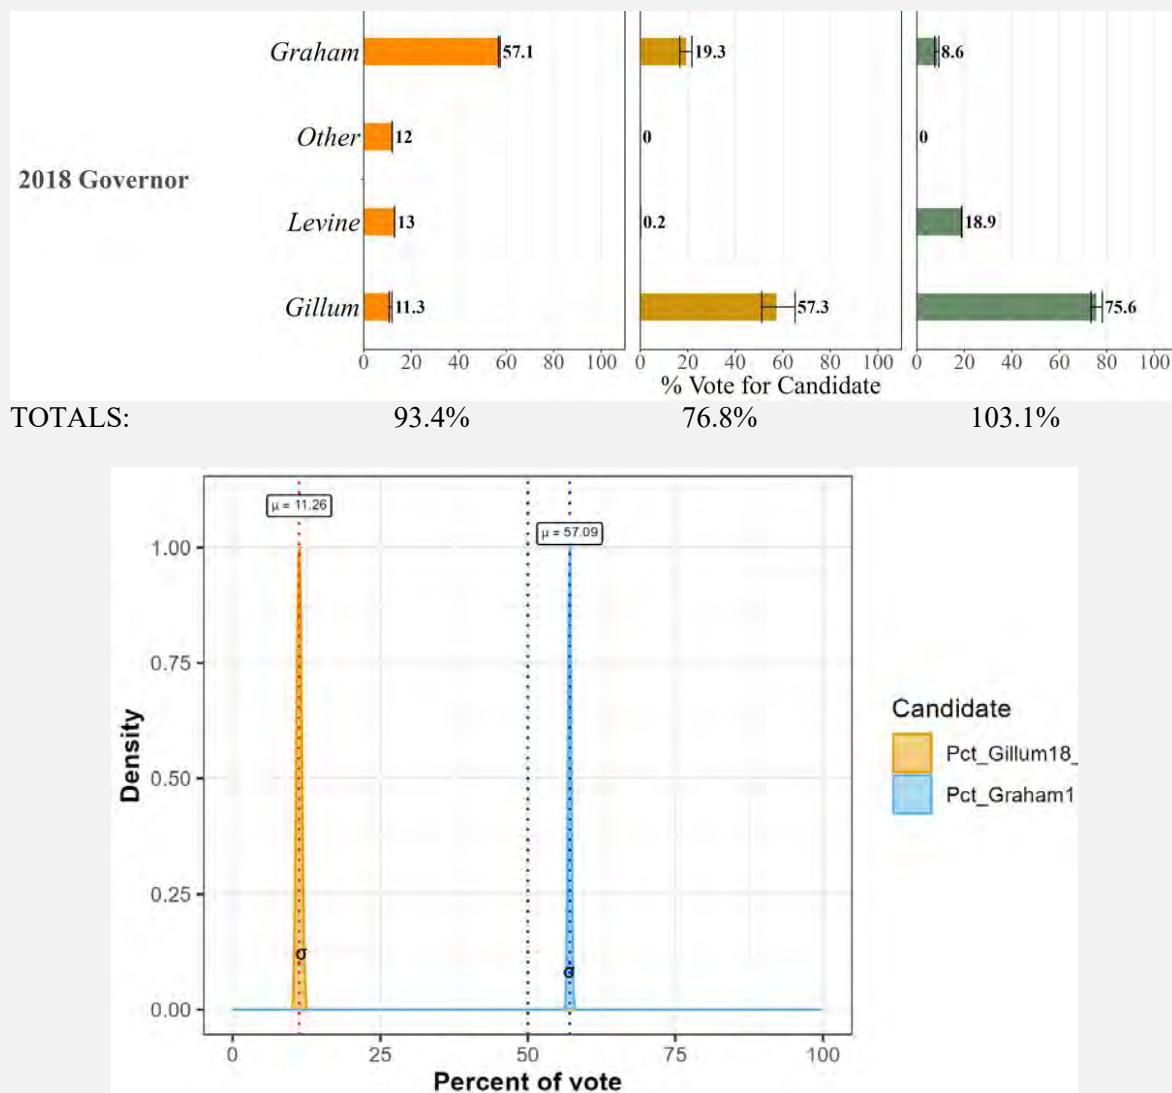 Graham 57.1 19.3 8.6
Other 12 0 0
2018 Governor
Levine 13 0.2 18.9
Gillum 11.3 57.3 75.6
0 20 40 60 80 100 0 20 40 60 80 100 0 20 40 60 80 100
% Vote for Candidate
TOTALS: 93.4% 76.8% 103.1%
μ = 11.26
μ = 57.09
1.00
0.75
0.50
0.25
0.00
σ
σ
Density
0 25 50 75 100
Percent of vote
Candidate
Pct_Gillum18_
Pct_Graham1